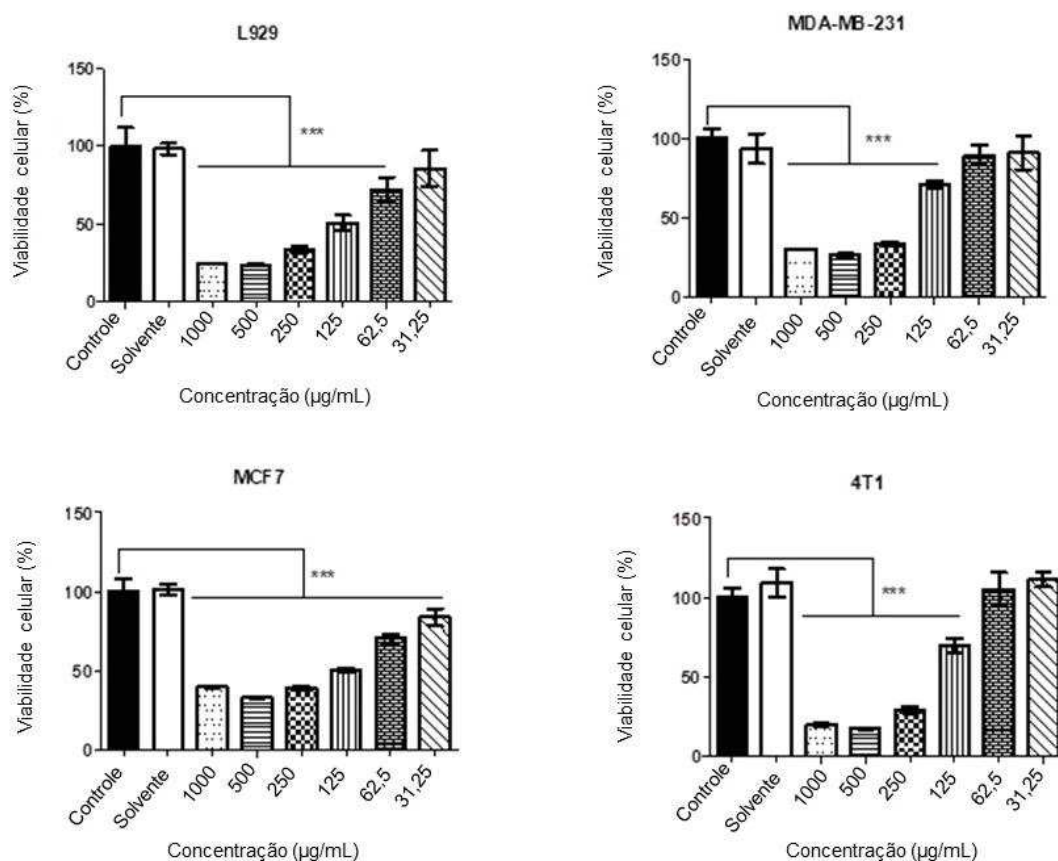 L929
Viabilidade celular (%)
150
100
50
0
***
Controle
Solvente
1000
500
250
125
62,5
31,25
Concentração (µg/mL)
MDA-MB-231
Viabilidade celular (%)
150
100
50
0
***
Controle
Solvente
1000
500
250
125
62,5
31,25
Concentração (µg/mL)
MCF7
Viabilidade celular (%)
150
100
50
0
***
Controle
Solvente
1000
500
250
125
62,5
31,25
Concentração (µg/mL)
4T1
Viabilidade celular (%)
150
100
50
0
***
Controle
Solvente
1000
500
250
125
62,5
31,25
Concentração (µg/mL)